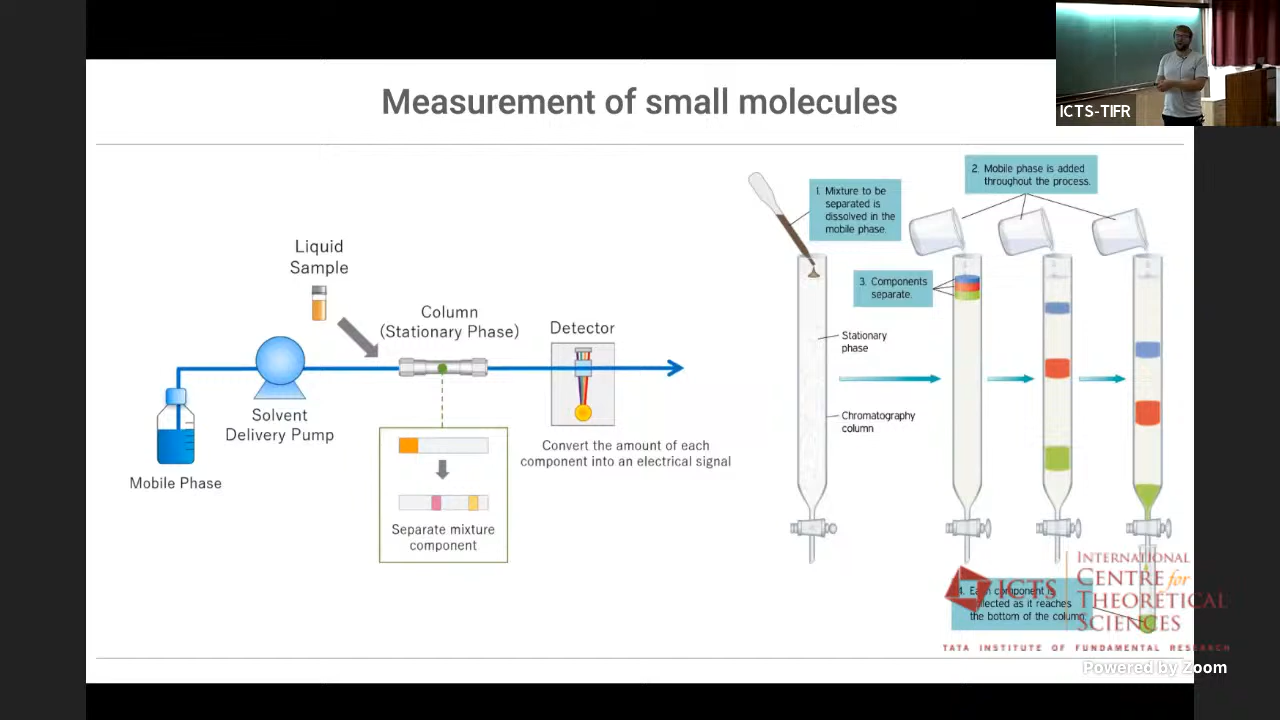 Measurement of small molecules
ICTS-TIFR
Liquid
Sample
Column
(Stationary Phase)
Detector
Solvent
Delivery Pump
Mobile Phase
Convert the amount of each
component into an electrical signal
Separate mixture
component
1. Mixture to be
separated is
dissolved in the
mobile phase.
2. Mobile phase is added
throughout the process.
3. Components
separate.
Stationary
phase
Chromatography
column
4. Each component is
collected as it reaches
the bottom of the column.
ICTS
INTERNATIONAL
CENTRE for
THEORETICAL
SCIENCES
TATA INSTITUTE OF FUNDAMENTAL RESEARCH
Powered by Zoom